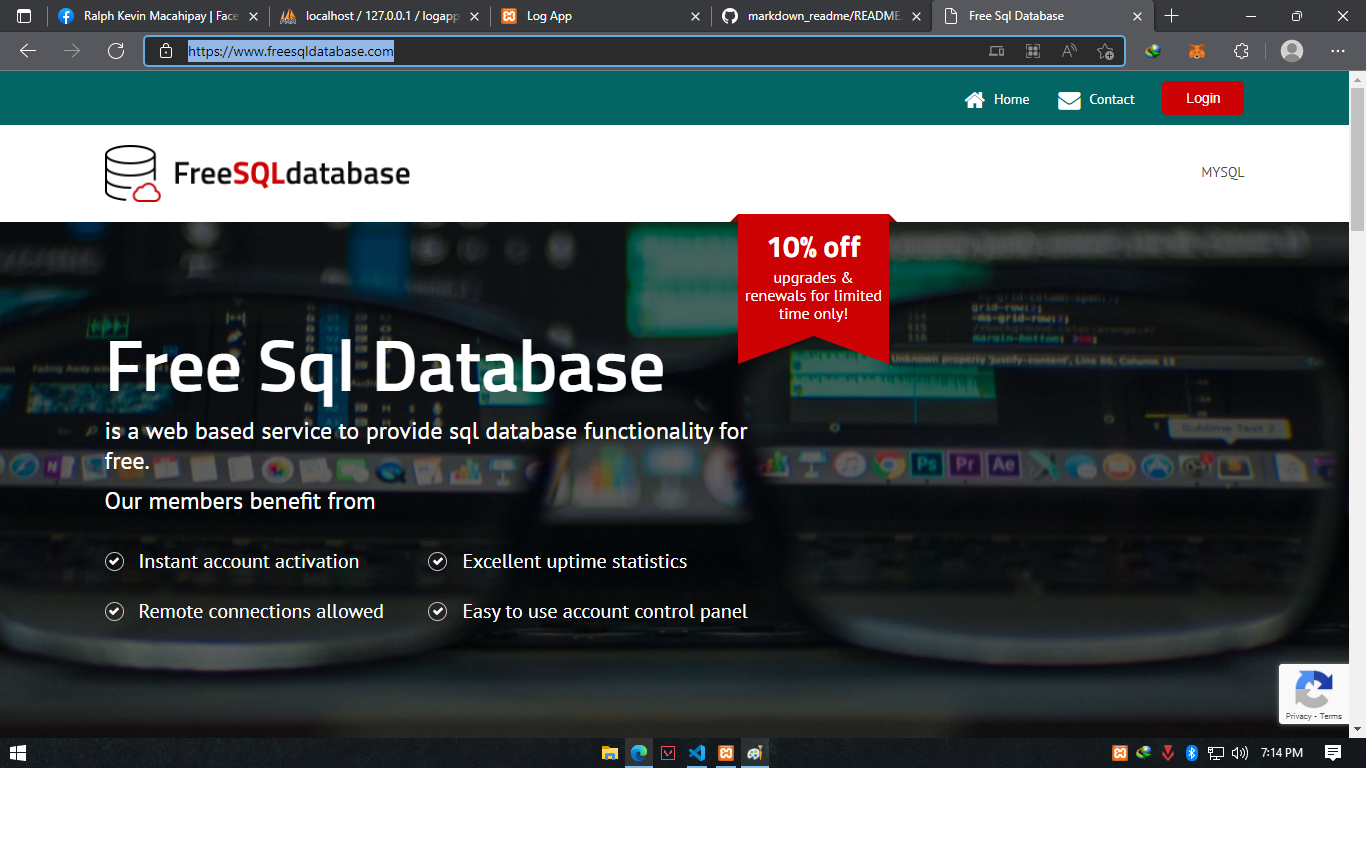 Ralph Kevin Macahipay | Face
localhost / 127.0.0.1 / logapp
Log App
markdown_readme/README.
Free Sql Database
https://www.freesqldatabase.com
Home
Contact
Login
FreeSQLdatabase
MYSQL
10% off
upgrades &
renewals for limited
time only!
Free Sql Database
is a web based service to provide sql database functionality for
free.
Our members benefit from
Instant account activation
Excellent uptime statistics
Remote connections allowed
Easy to use account control panel
Privacy - Terms
7:14 PM